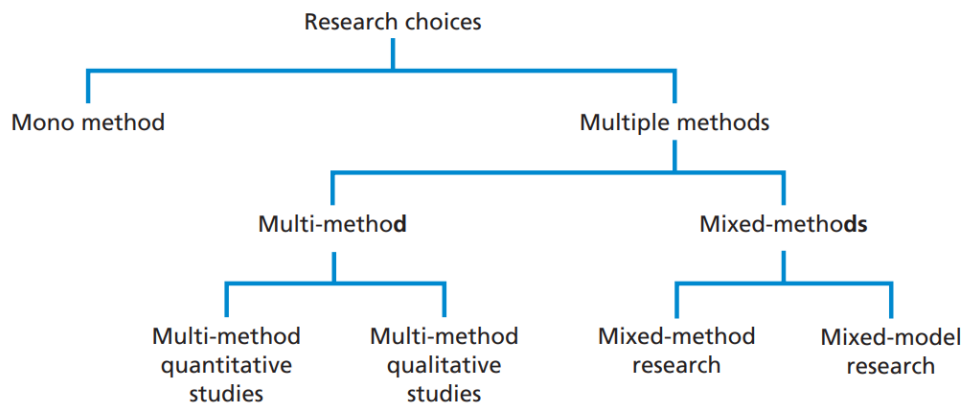 Research choices
Mono method
Multiple methods
Multi-method
Mixed-methods
Multi-method
quantitative
studies
Multi-method
qualitative
studies
Mixed-method
research
Mixed-model
research